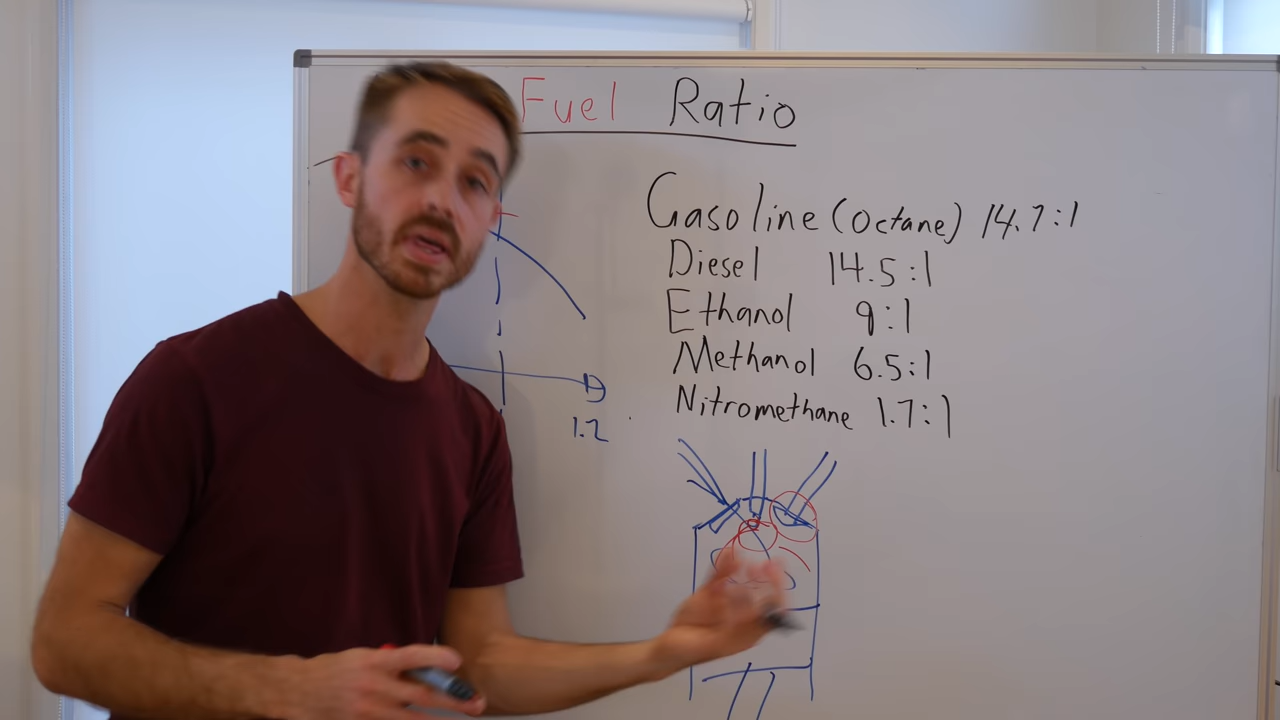 Fuel Ratio
Gasoline (Octane) 14.7:1
Diesel 14.5:1
Ethanol 9:1
Methanol 6.5:1
Nitromethane 1.7:1
1.2